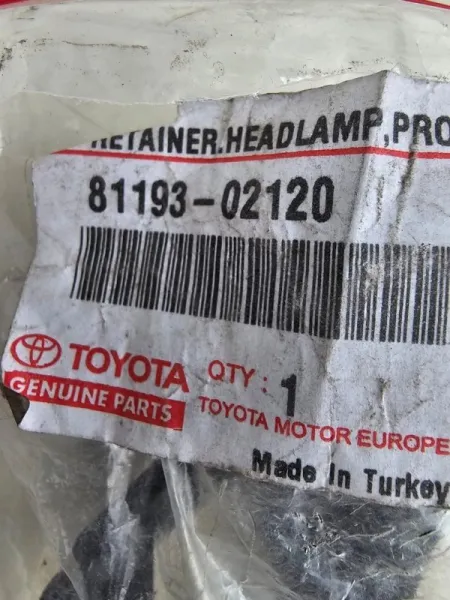 RETAINER.HEADLAMP,PRO
81193-02120
TOYOTA
GENUINE PARTS
QTY : 1
TOYOTA MOTOR EUROPE
Made In Turkey